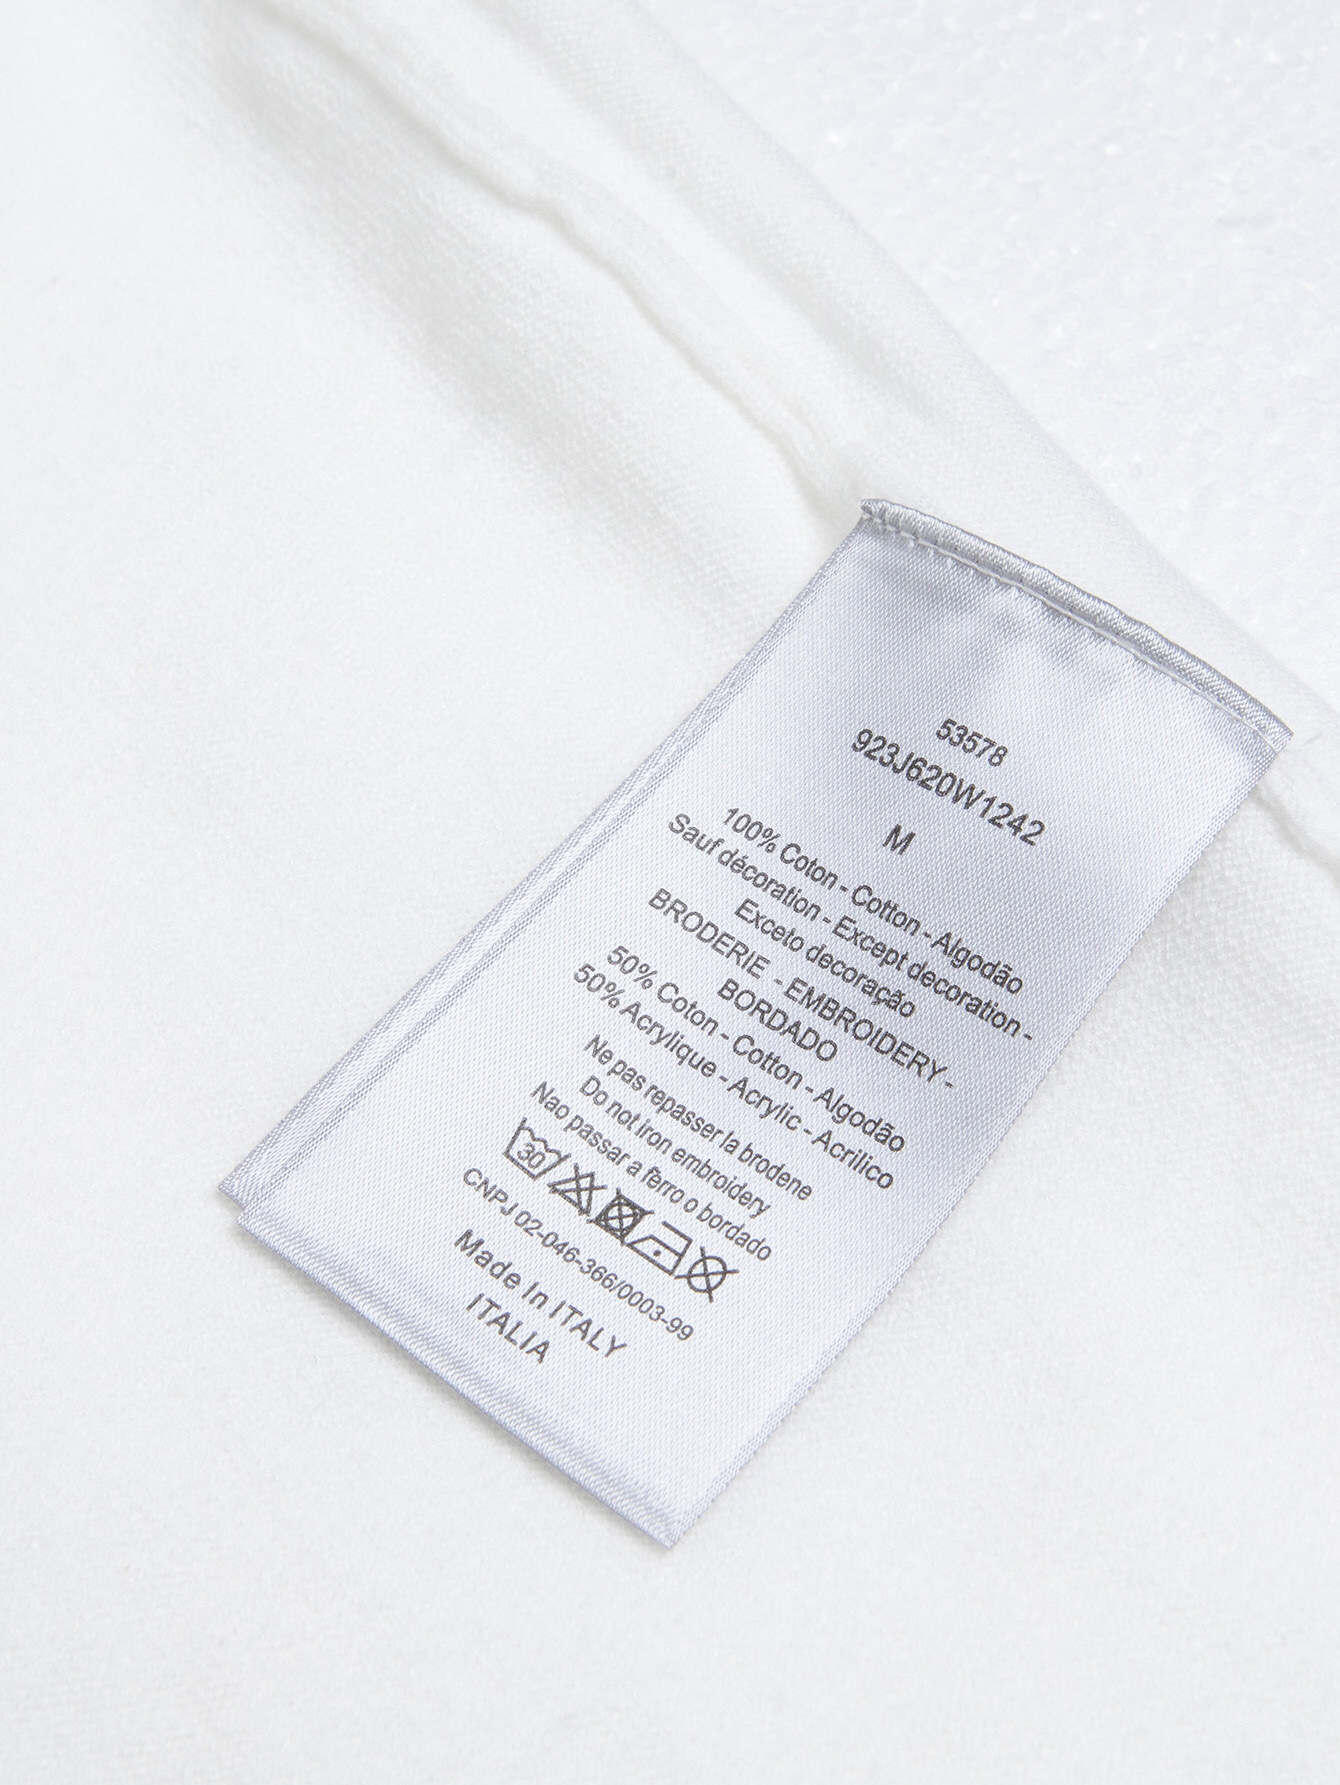 53578
923J620W1242
M
100% Coton - Cotton - Algodão
Sauf décoration - Except decoration -
Exceto decoração
BRODERIE - EMBROIDERY-
BORDADO
50% Coton - Cotton - Algodão
50% Acrylique - Acrylic - Acrilico
Ne pas repasser la brodene
Do not iron embroidery
Nao passar a fèrro o bordado
30
CNPJ 02-046-366/0003-99
Made In ITALY
ITALIA